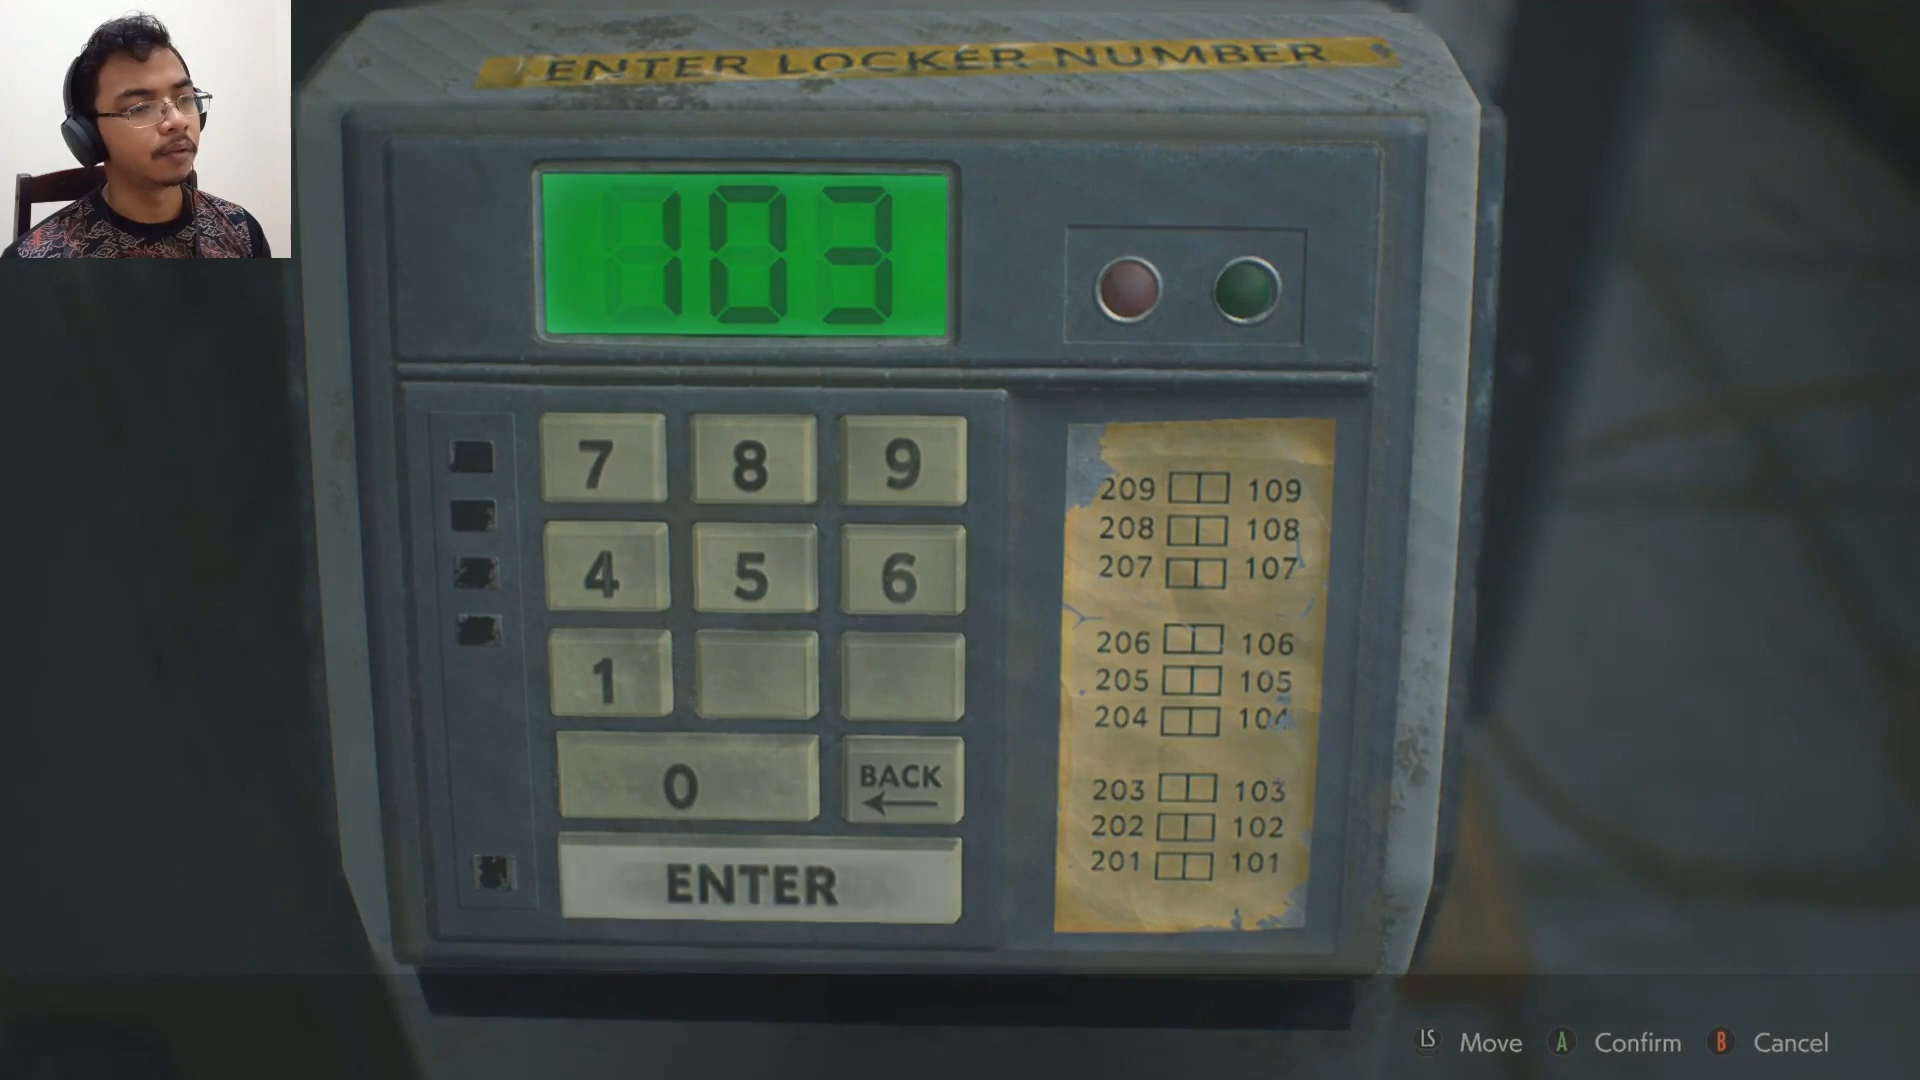 ENTER LOCKER NUMBER
103
7 8 9
4 5 6
1
0 BACK
ENTER
209 109
208 108
207 107
206 106
205 105
204 104
203 103
202 102
201 101
LS Move A Confirm B Cancel